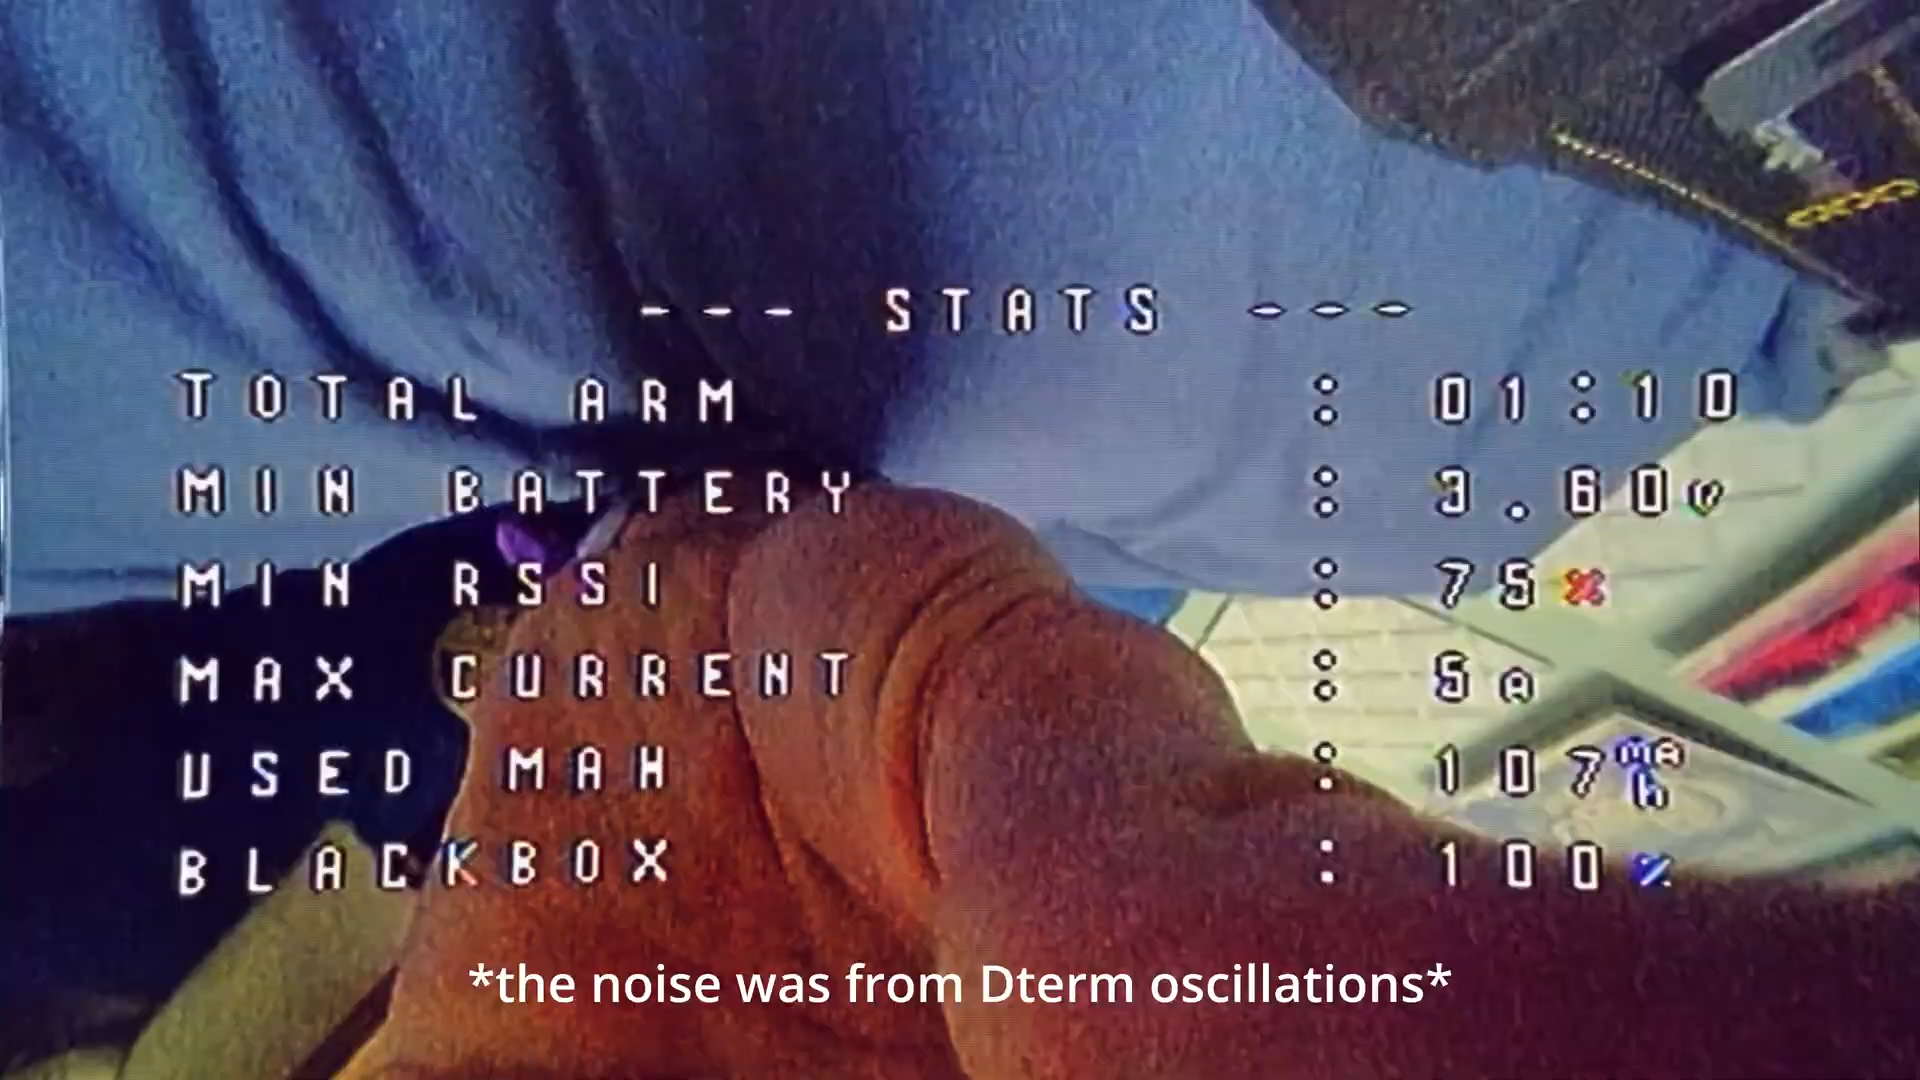 --- STATS ---
TOTAL ARM : 01:10
MIN BATTERY : 3.60V
MIN RSSI : 75%
MAX CURRENT : 5A
USED MAH : 107mAh
BLACKBOX : 100%
*the noise was from Dterm oscillations*